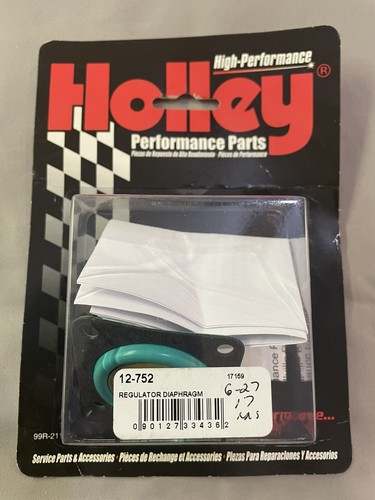 High-Performance
Holley®
Performance Parts
Piezas de Repuesto de Alto Rendimiento - Pièces de Performance
12-752
17159
REGULATOR DIAPHRAGM
6-27
17
0 90127 33436 2
99R-21
Service Parts & Accessories · Pièces de Rechange et Accessories · Piezas Para Reparaciones Y Accesorios